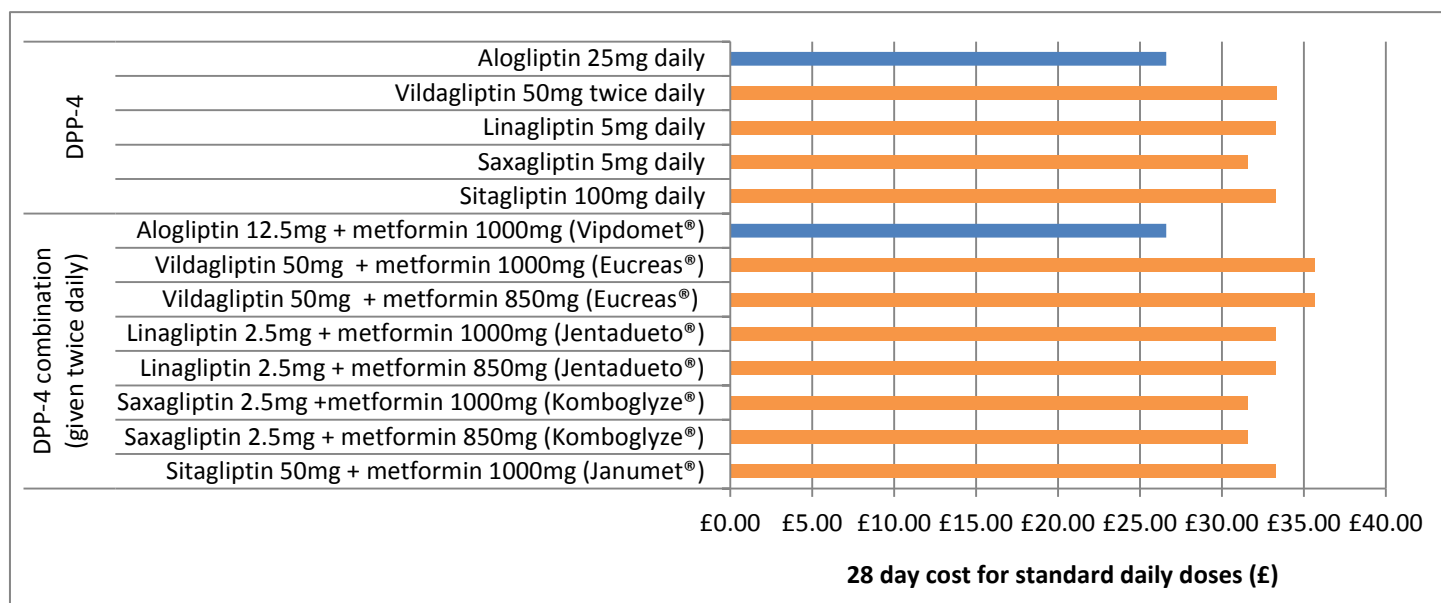 DPP-4
Alogliptin 25mg daily
Vildagliptin 50mg twice daily
Linagliptin 5mg daily
Saxagliptin 5mg daily
Sitagliptin 100mg daily
DPP-4 combination
(given twice daily)
Alogliptin 12.5mg + metformin 1000mg (Vipdomet®)
Vildagliptin 50mg  + metformin 1000mg (Eucreas®)
Vildagliptin 50mg  + metformin 850mg (Eucreas®)
Linagliptin 2.5mg + metformin 1000mg (Jentadueto®)
Linagliptin 2.5mg + metformin 850mg (Jentadueto®)
Saxagliptin 2.5mg +metformin 1000mg (Komboglyze®)
Saxagliptin 2.5mg + metformin 850mg (Komboglyze®)
Sitagliptin 50mg + metformin 1000mg (Janumet®)
£0.00 £5.00 £10.00 £15.00 £20.00 £25.00 £30.00 £35.00 £40.00
28 day cost for standard daily doses (£)